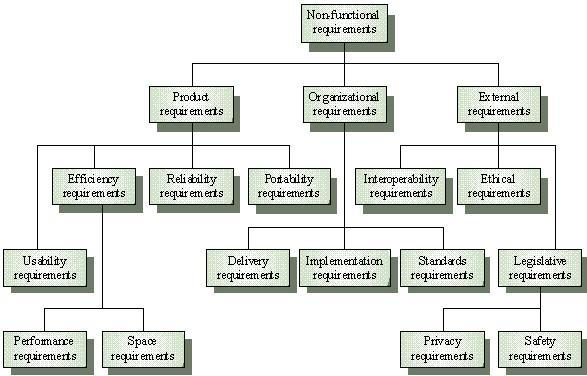 Non-functional
requirements
Product
requirements
Organizational
requirements
External
requirements
Efficiency
requirements
Reliability
requirements
Portability
requirements
Interoperability
requirements
Ethical
requirements
Usability
requirements
Delivery
requirements
Implementation
requirements
Standards
requirements
Legislative
requirements
Performance
requirements
Space
requirements
Privacy
requirements
Safety
requirements